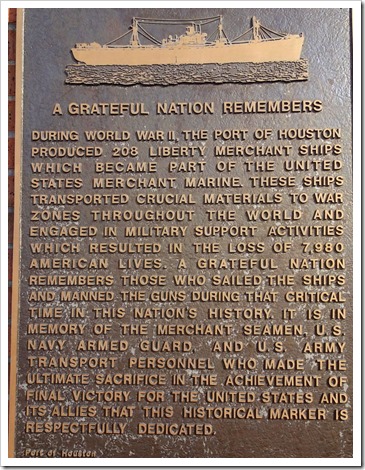 A GRATEFUL NATION REMEMBERS
DURING WORLD WAR II, THE PORT OF HOUSTON
PRODUCED 208 LIBERTY MERCHANT SHIPS
WHICH BECAME PART OF THE UNITED
STATES MERCHANT MARINE. THESE SHIPS
TRANSPORTED CRUCIAL MATERIALS TO WAR
ZONES THROUGHOUT THE WORLD AND
ENGAGED IN MILITARY SUPPORT ACTIVITIES
WHICH RESULTED IN THE LOSS OF 7,980
AMERICAN LIVES. A GRATEFUL NATION
REMEMBERS THOSE WHO SAILED THE SHIPS
AND MANNED THE GUNS DURING THAT CRITICAL
TIME IN THIS NATION'S HISTORY. IT IS IN
MEMORY OF THE MERCHANT SEAMEN, U.S.
NAVY ARMED GUARD, AND U.S. ARMY
TRANSPORT PERSONNEL WHO MADE THE
ULTIMATE SACRIFICE IN THE ACHIEVEMENT OF
FINAL VICTORY FOR THE UNITED STATES AND
ITS ALLIES THAT THIS HISTORICAL MARKER IS
RESPECTFULLY DEDICATED.
Port of Houston